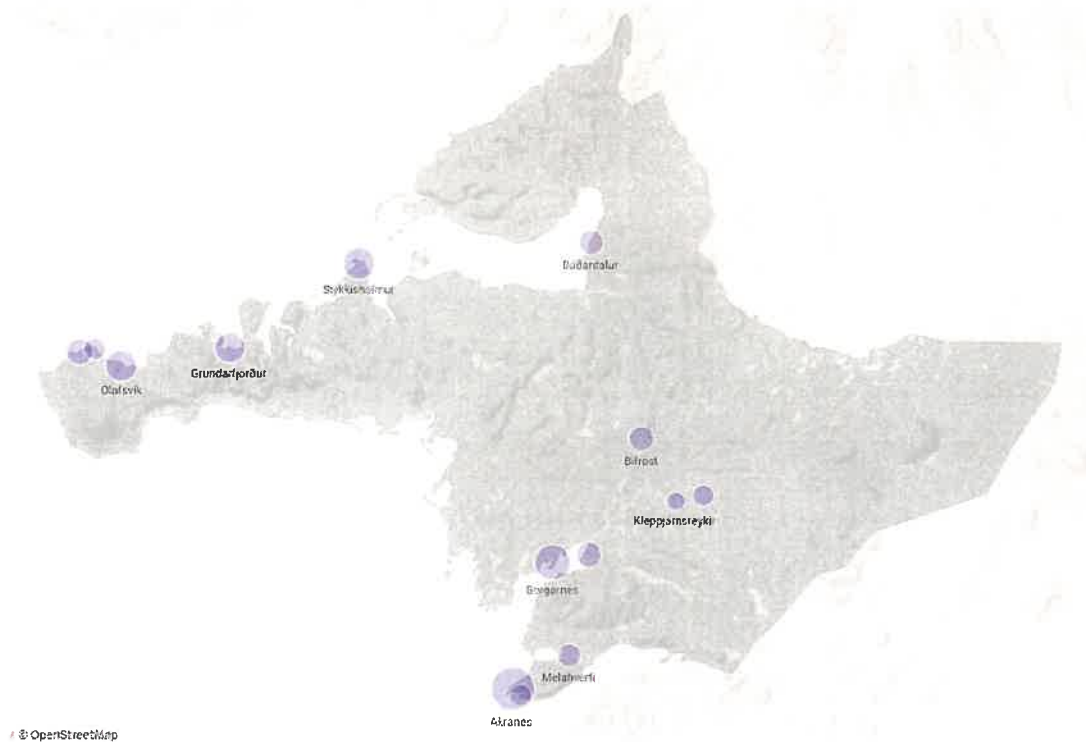 Búðardalur
Stykkishólmur
Grundarfjörður
Ólafsvík
Bifröst
Kleppjárnsreykir
Borgarnes
Melahverfi
Akranes
© OpenStreetMap